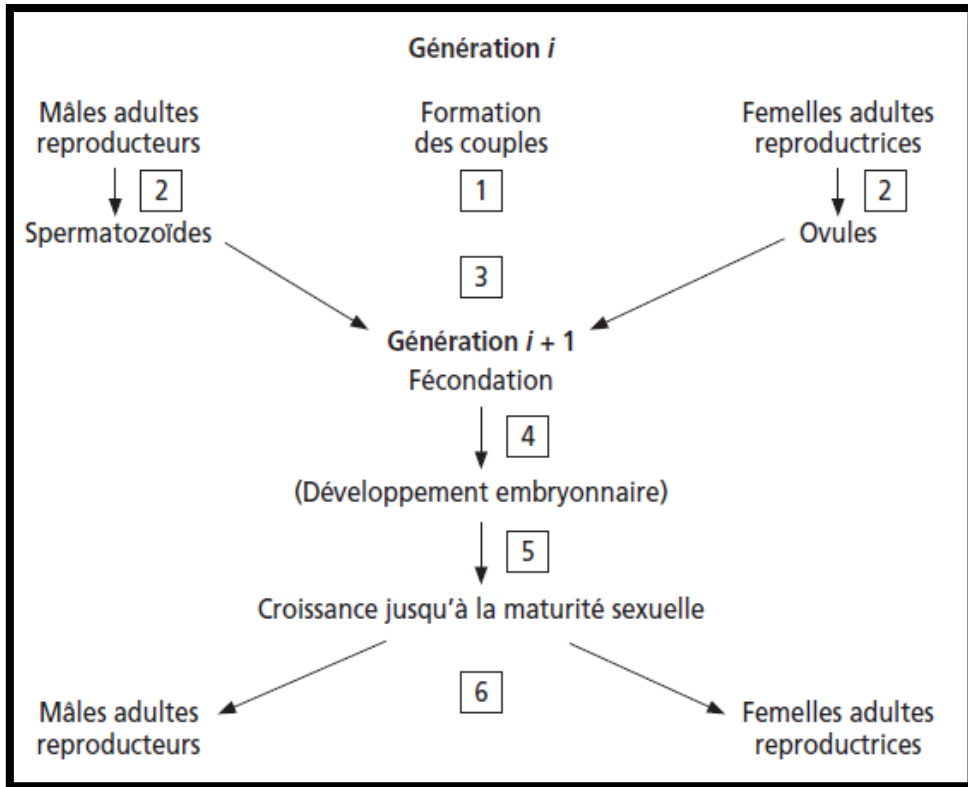 Génération i
Mâles adultes
reproducteurs
Formation
des couples
Femelles adultes
reproductrices
2
1
2
Spermatozoïdes
Ovules
3
Génération i + 1
Fécondation
4
(Développement embryonnaire)
5
Croissance jusqu'à la maturité sexuelle
6
Mâles adultes
reproducteurs
Femelles adultes
reproductrices